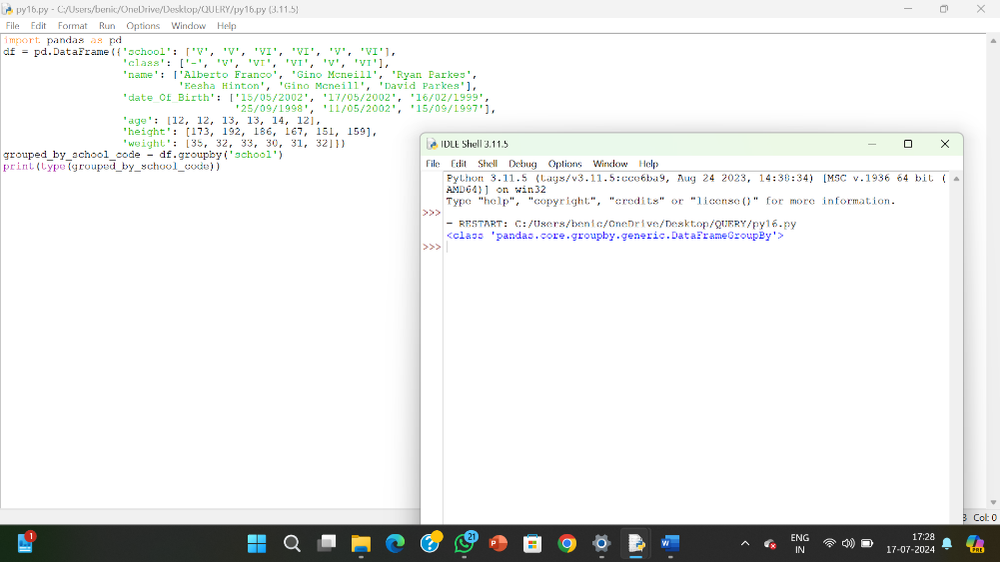 py16.py - C:/Users/benic/OneDrive/Desktop/QUERY/py16.py (3.11.5)
File Edit Format Run Options Window Help
import pandas as pd
df = pd.DataFrame({'school': ['V', 'V', 'VI', 'VI', 'V', 'VI'],
'class': ['-', 'V', 'VI', 'VI', 'V', 'VI'],
'name': ['Alberto Franco', 'Gino Mcneill', 'Ryan Parkes',
'Eesha Hinton', 'Gino Mcneill', 'David Parkes'],
'date_Of_Birth': ['15/05/2002', '17/05/2002', '16/02/1999',
'25/09/1998', '11/05/2002', '15/09/1997'],
'age': [12, 12, 13, 13, 14, 12],
'height': [173, 192, 186, 167, 151, 159],
'weight': [35, 32, 33, 30, 31, 32]})
grouped_by_school_code = df.groupby('school')
print(type(grouped_by_school_code))
IDLE Shell 3.11.5
File Edit Shell Debug Options Window Help
Python 3.11.5 (tags/v3.11.5:cce6ba9, Aug 24 2023, 14:38:34) [MSC v.1936 64 bit (
AMD64)] on win32
Type "help", "copyright", "credits" or "license()" for more information.
>>>
= RESTART: C:/Users/benic/OneDrive/Desktop/QUERY/py16.py
<class 'pandas.core.groupby.generic.DataFrameGroupBy'>
>>>
3 Col: 0
1
21
ENG
IN
17:28
17-07-2024
PRE